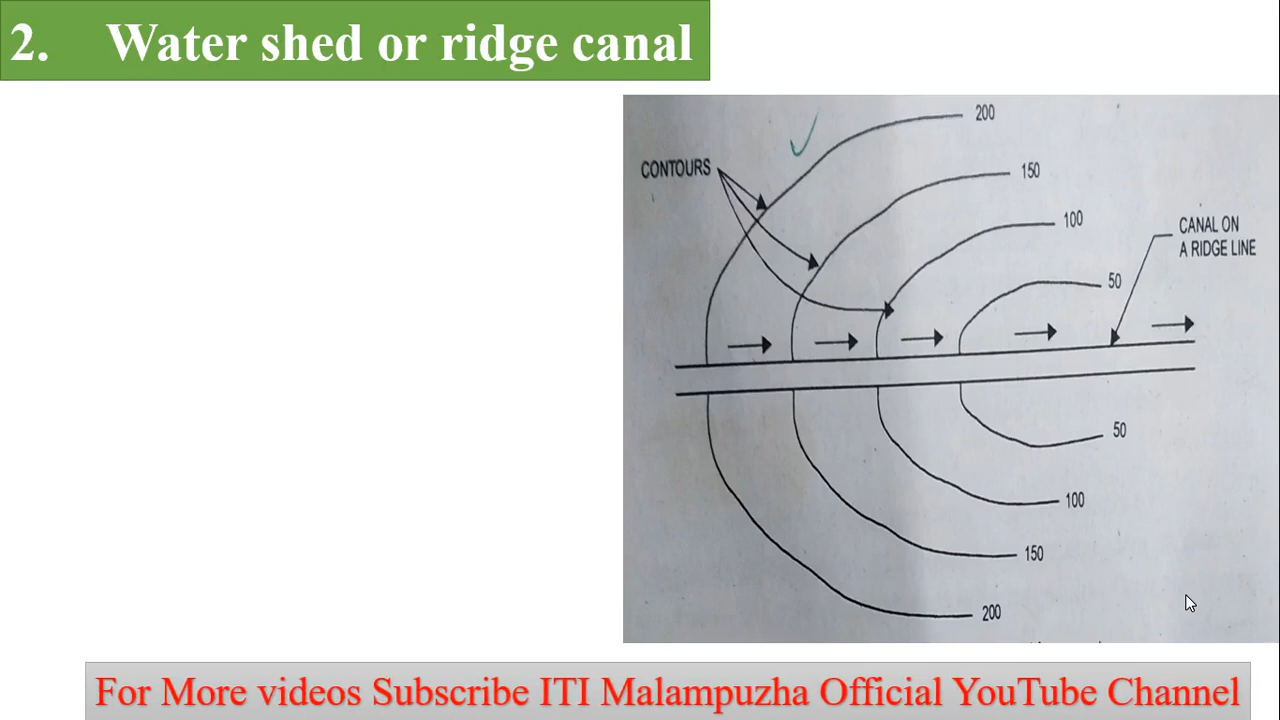 2. Water shed or ridge canal
200
CONTOURS
150
100
CANAL ON
A RIDGE LINE
50
50
100
150
200
For More videos Subscribe ITI Malampuzha Official YouTube Channel